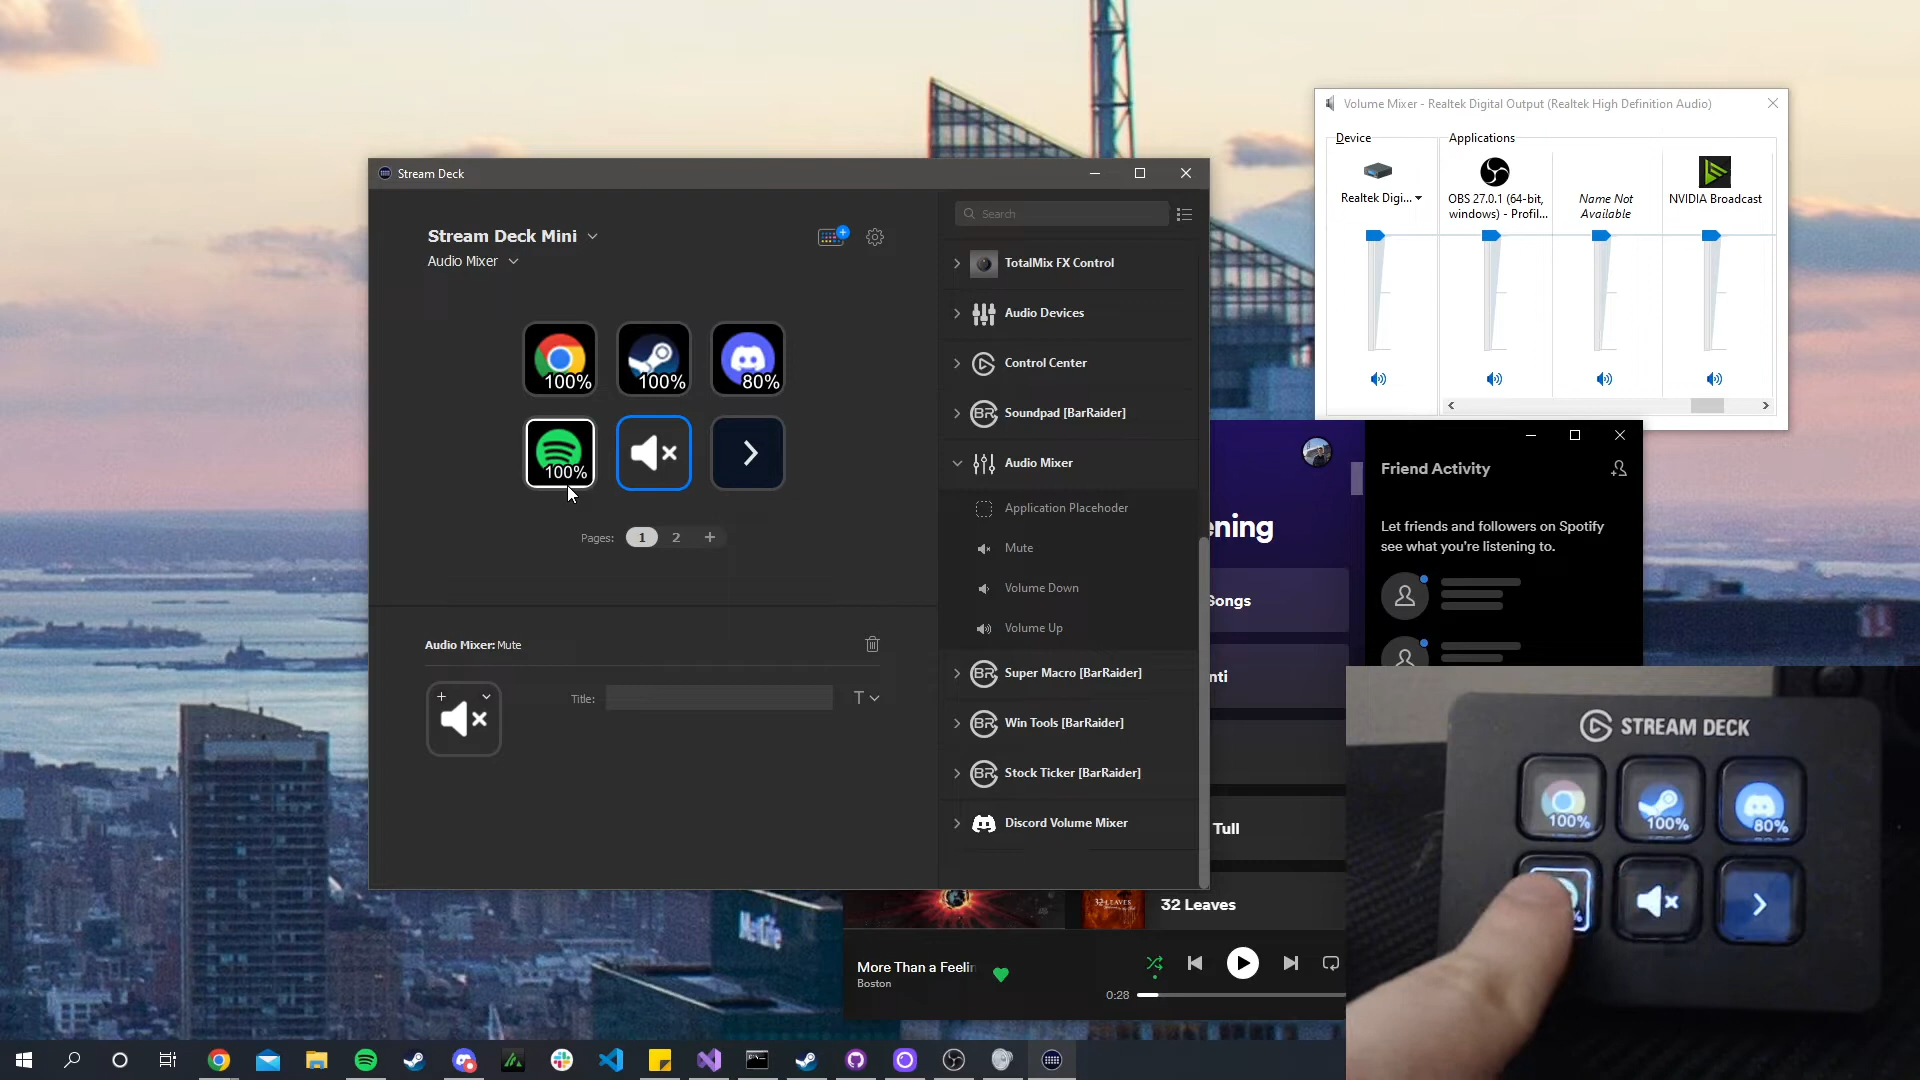 Stream Deck
Stream Deck Mini
Audio Mixer
100%
100%
80%
100%
Pages:
1
2
+
Audio Mixer: Mute
Title:
T
Search
TotalMix FX Control
Audio Devices
Control Center
Soundpad [BarRaider]
Audio Mixer
Application Placehoder
Mute
Volume Down
Volume Up
Super Macro [BarRaider]
Win Tools [BarRaider]
Stock Ticker [BarRaider]
Discord Volume Mixer
Volume Mixer - Realtek Digital Output (Realtek High Definition Audio)
Device
Applications
Realtek Digi...
OBS 27.0.1 (64-bit,
windows) - Profil...
Name Not
Available
NVIDIA Broadcast
Friend Activity
Let friends and followers on Spotify
see what you're listening to.
ening
Songs
nti
Tull
32 Leaves
More Than a Feelin
Boston
0:28
MetLife
STREAM DECK
100%
100%
80%
%